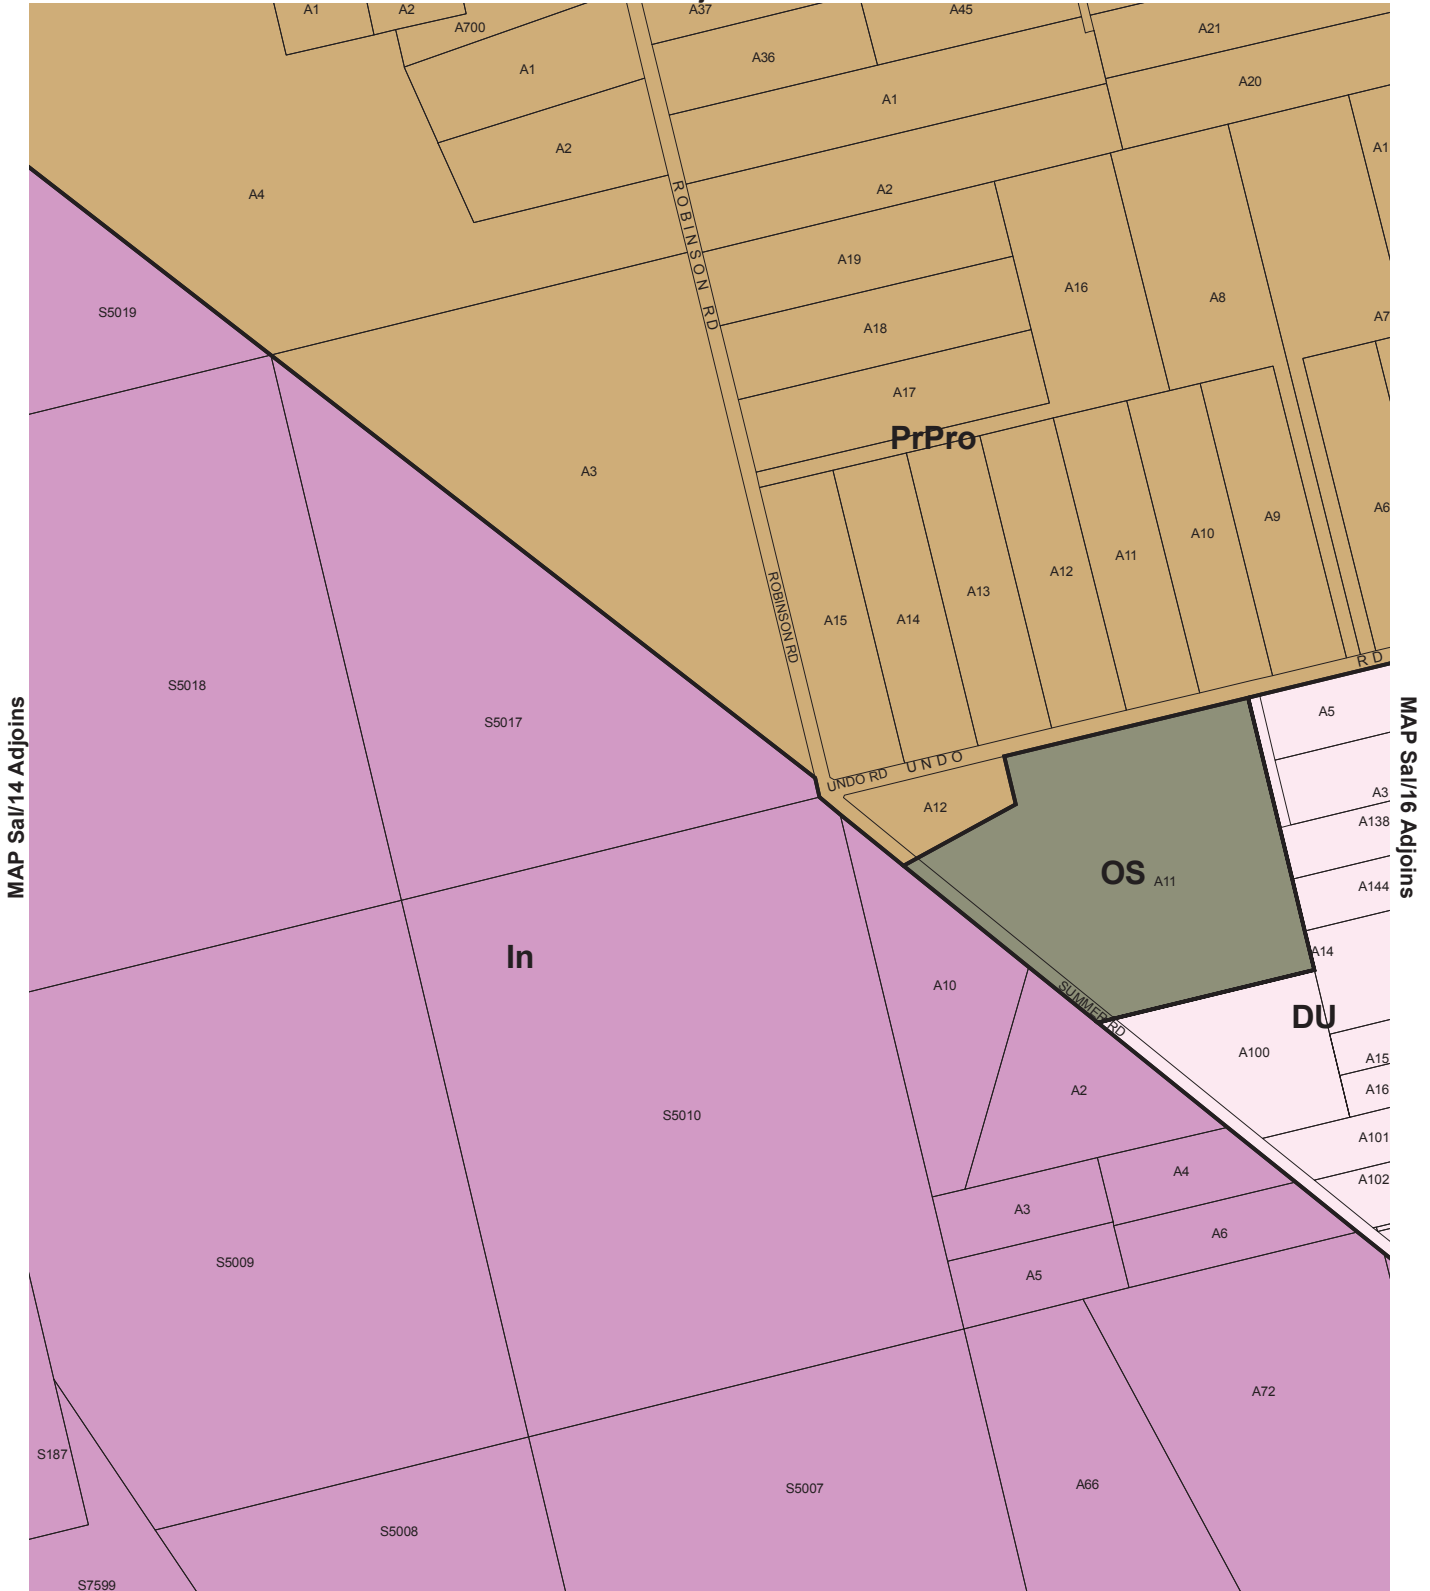 A1
A2
A700
A37
A45
A21
A1
A36
A20
A1
A2
A1
A4
A2
ROBINSON RD
A19
A16
A8
S5019
A18
A7
A17
PrPro
A3
A6
A9
A10
A11
A12
A13
A15
A14
ROBINSON RD
RD
S5018
S5017
A5
MAP Sal/14 Adjoins
MAP Sal/16 Adjoins
UNDO
UNDO RD
A12
A3
A138
OS
A11
A144
A14
In
A10
SUMMER RD
DU
A100
A15
A2
A16
S5010
A101
A4
A102
A3
A6
S5009
A5
A72
S187
A66
S5007
S5008
S7599